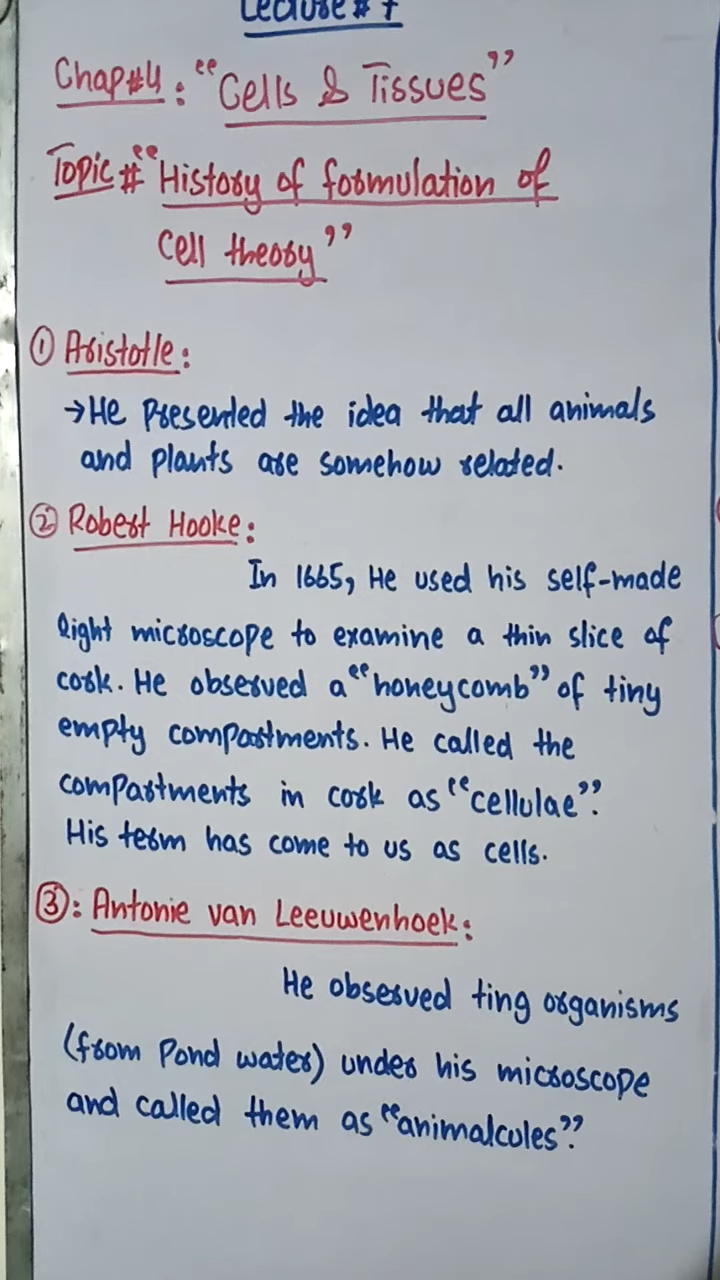 Lecture # 7
Chap#4: "Cells & Tissues"
Topic # "History of formulation of
Cell theory"
① Aristotle:
→ He Presented the idea that all animals
and plants are somehow related.
② Robert Hooke:
In 1665, He used his self-made
light microscope to examine a thin slice of
cork. He observed a "honeycomb" of tiny
empty compartments. He called the
compartments in cork as "cellulae".
His term has come to us as cells.
③: Antonie van Leeuwenhoek:
He observed ting organisms
(from Pond water) under his microscope
and called them as "animalcules".